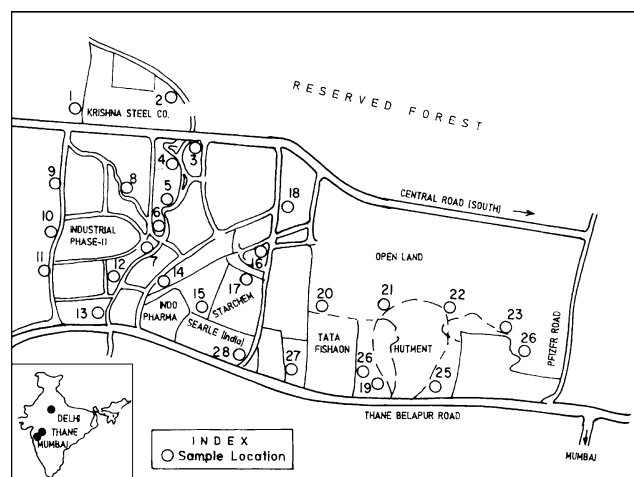 RESERVED FOREST
1
2
KRISHNA STEEL CO.
3
4
5
6
7
8
9
10
11
INDUSTRIAL
PHASE-II
12
13
14
INDO
PHARMA
15
SEARLE (India)
STARCHEM
16
17
18
28
27
CENTRAL ROAD (SOUTH)
OPEN LAND
20
21
22
23
26
TATA
FISHAON
HUTMENT
26
19
25
PFIZFR ROAD
THANE BELAPUR ROAD
MUMBAI
DELHI
THANE
MUMBAI
INDEX
Sample Location